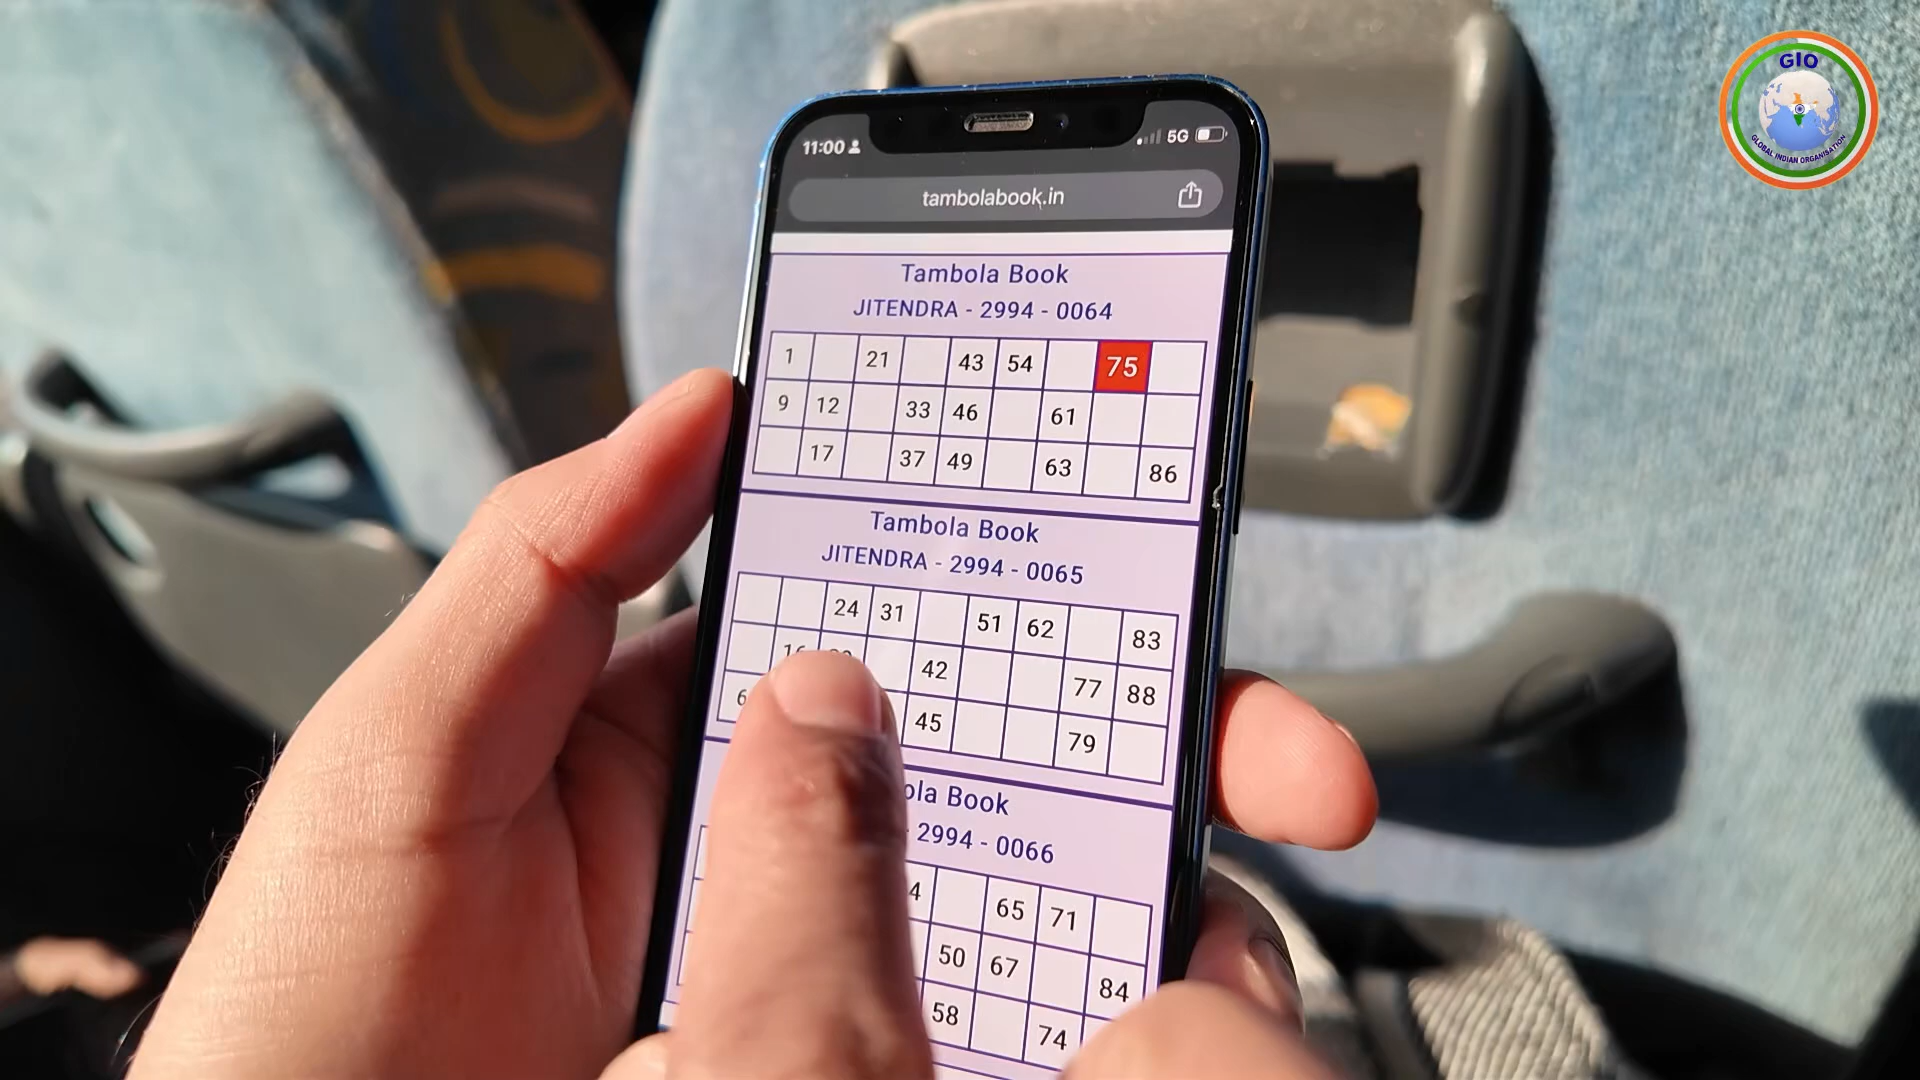 GIO
GLOBAL INDIAN ORGANISATION
11:00
5G
tambolabook.in
Tambola Book
JITENDRA - 2994 - 0064
1 21 43 54 75
9 12 33 46 61
17 37 49 63 86
Tambola Book
JITENDRA - 2994 - 0065
24 31 51 62 83
42 77 88
6 45 79
Book
- 2994 - 0066
65 71
50 67 84
58 74